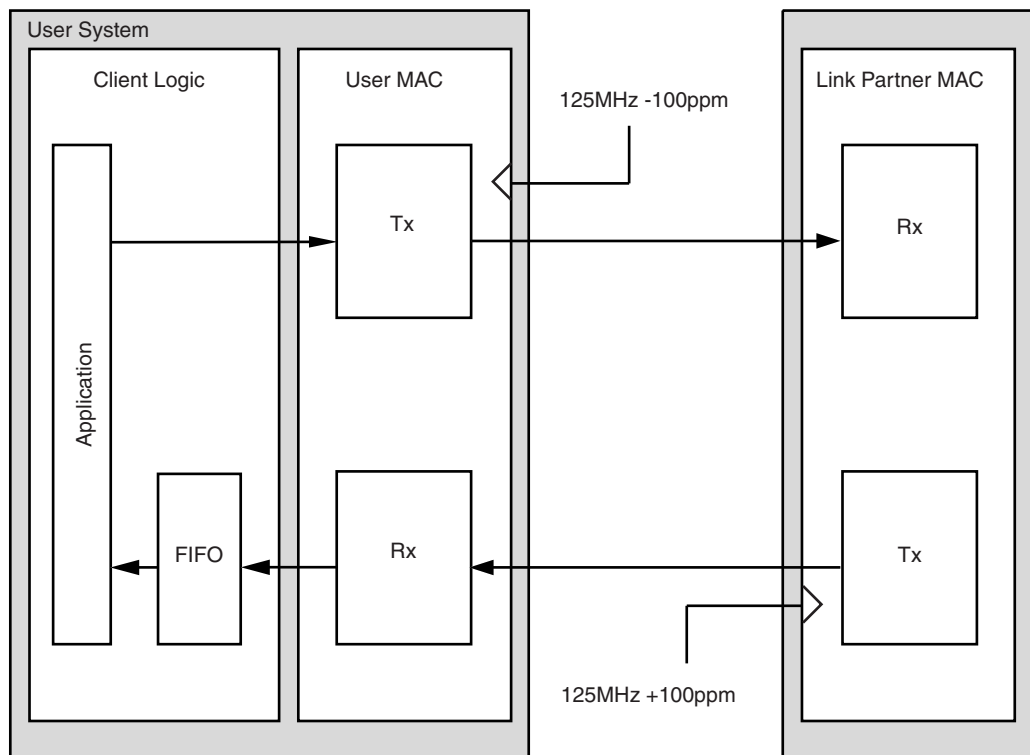 User System
Client Logic
User MAC
Link Partner MAC
125MHz -100ppm
Tx
Rx
Application
FIFO
Rx
Tx
125MHz +100ppm